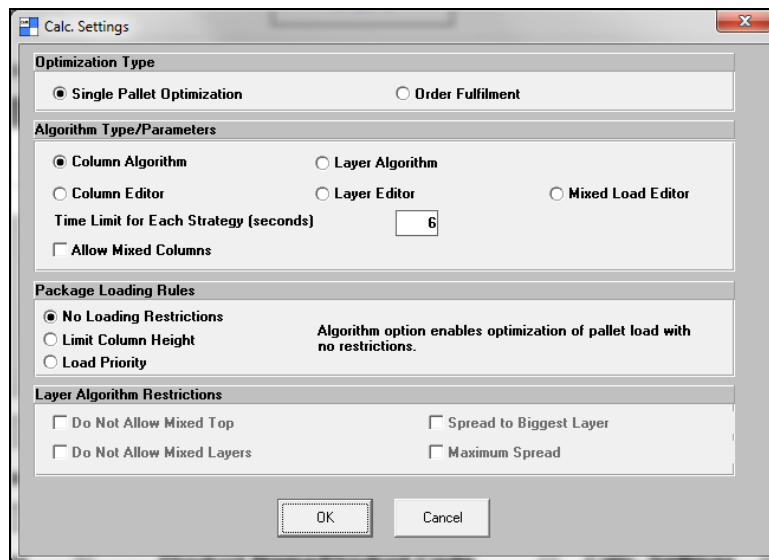 Calc. Settings
Optimization Type
Single Pallet Optimization
Order Fulfilment
Algorithm Type/Parameters
Column Algorithm
Layer Algorithm
Column Editor
Layer Editor
Mixed Load Editor
Time Limit for Each Strategy (seconds)
6
Allow Mixed Columns
Package Loading Rules
No Loading Restrictions
Limit Column Height
Load Priority
Algorithm option enables optimization of pallet load with
no restrictions.
Layer Algorithm Restrictions
Do Not Allow Mixed Top
Spread to Biggest Layer
Do Not Allow Mixed Layers
Maximum Spread
OK
Cancel